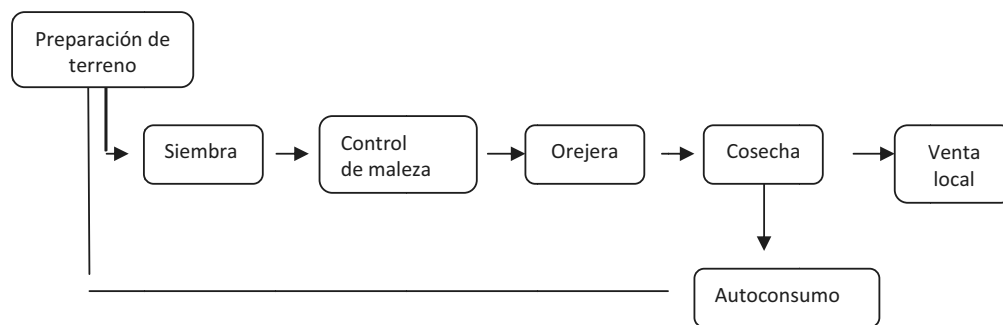 Preparación de
terreno
Siembra
Control
de maleza
Orejera
Cosecha
Venta
local
Autoconsumo